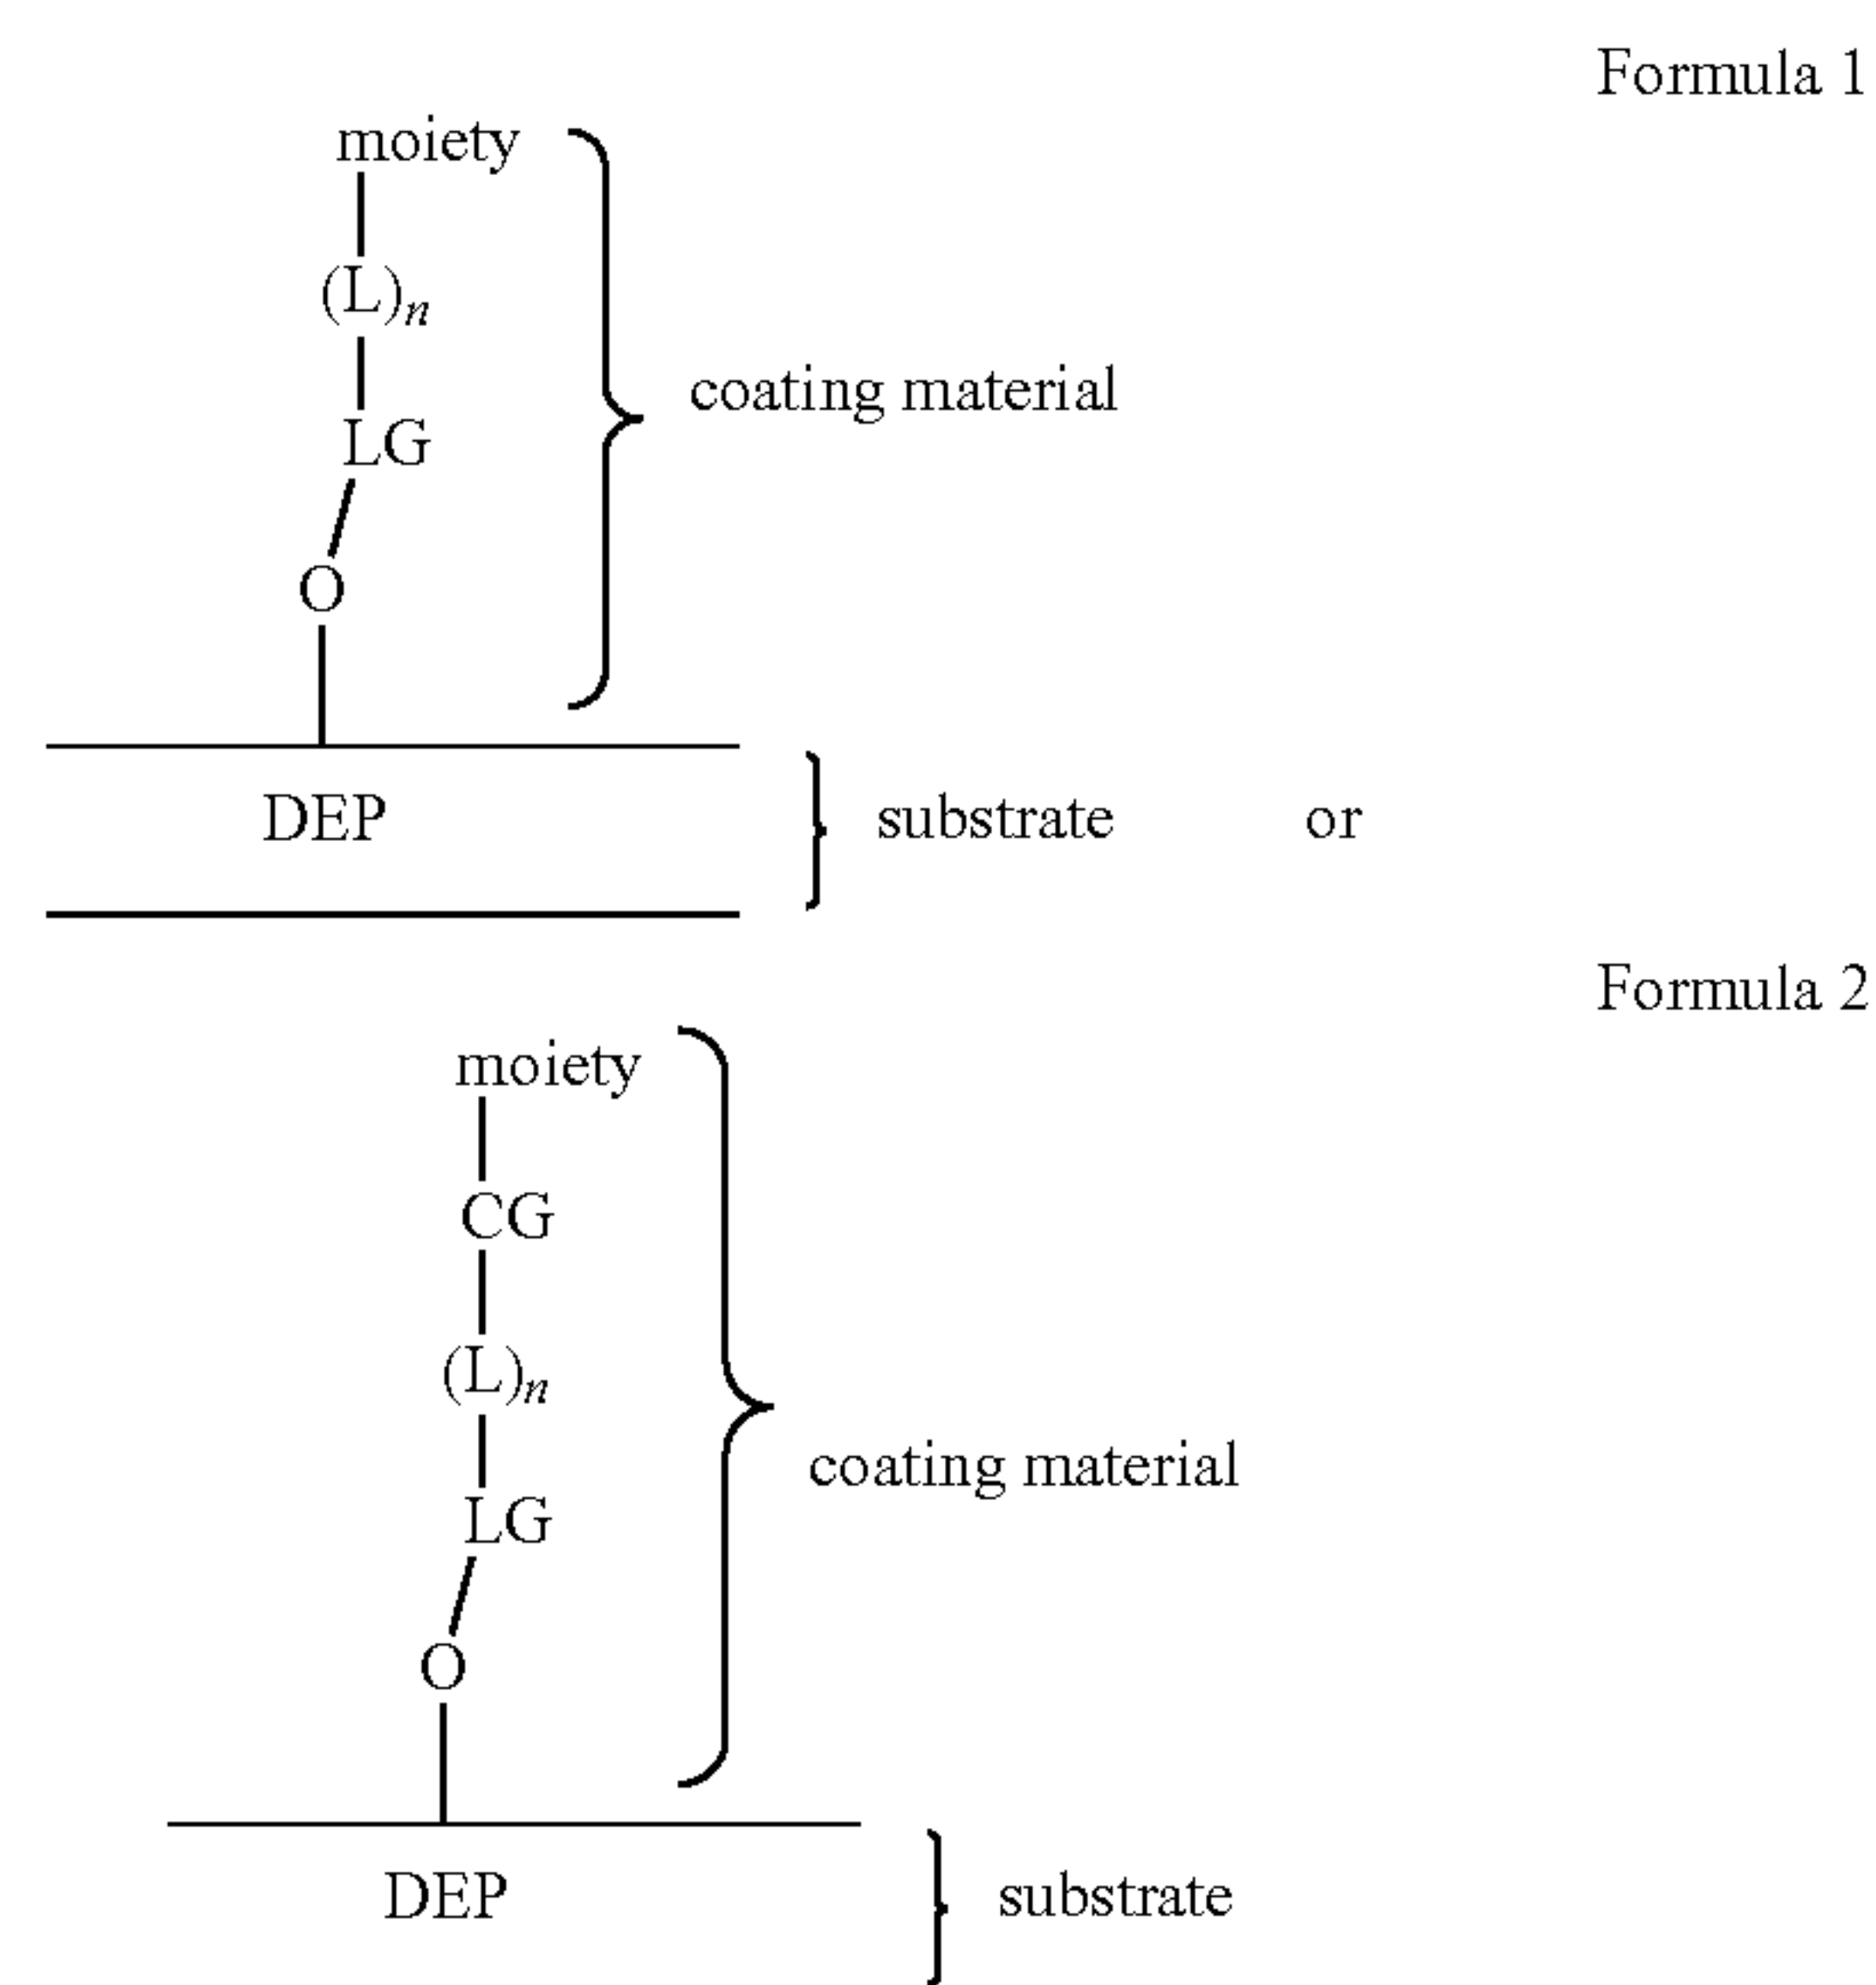 Formula 1
moiety
(L)n
LG
coating material
O
DEP
substrate
or
Formula 2
moiety
CG
(L)n
coating material
LG
O
DEP
substrate